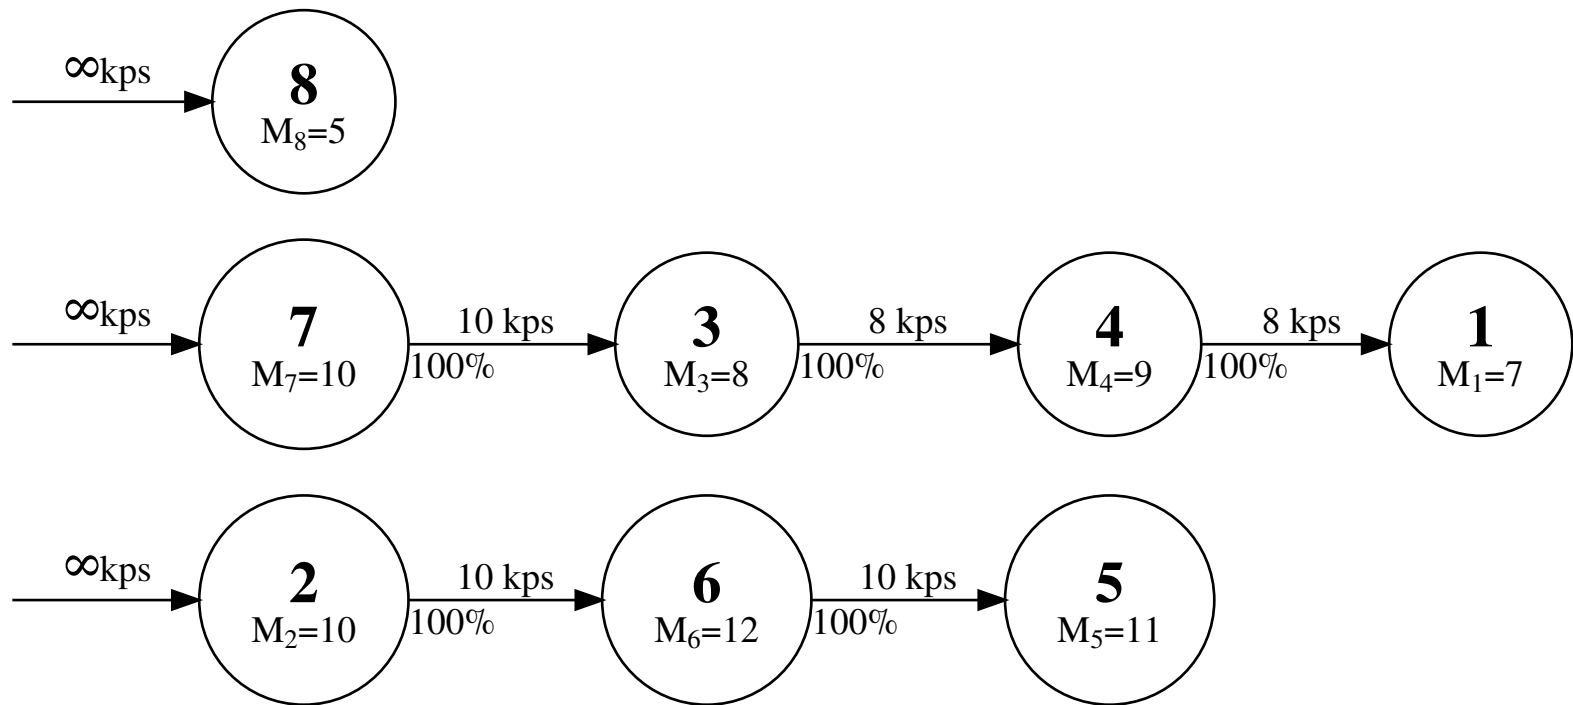 ∞kps
8
M₈=5
∞kps
7
M₇=10
10 kps
100%
3
M₃=8
8 kps
100%
4
M₄=9
8 kps
100%
1
M₁=7
∞kps
2
M₂=10
10 kps
100%
6
M₆=12
10 kps
100%
5
M₅=11